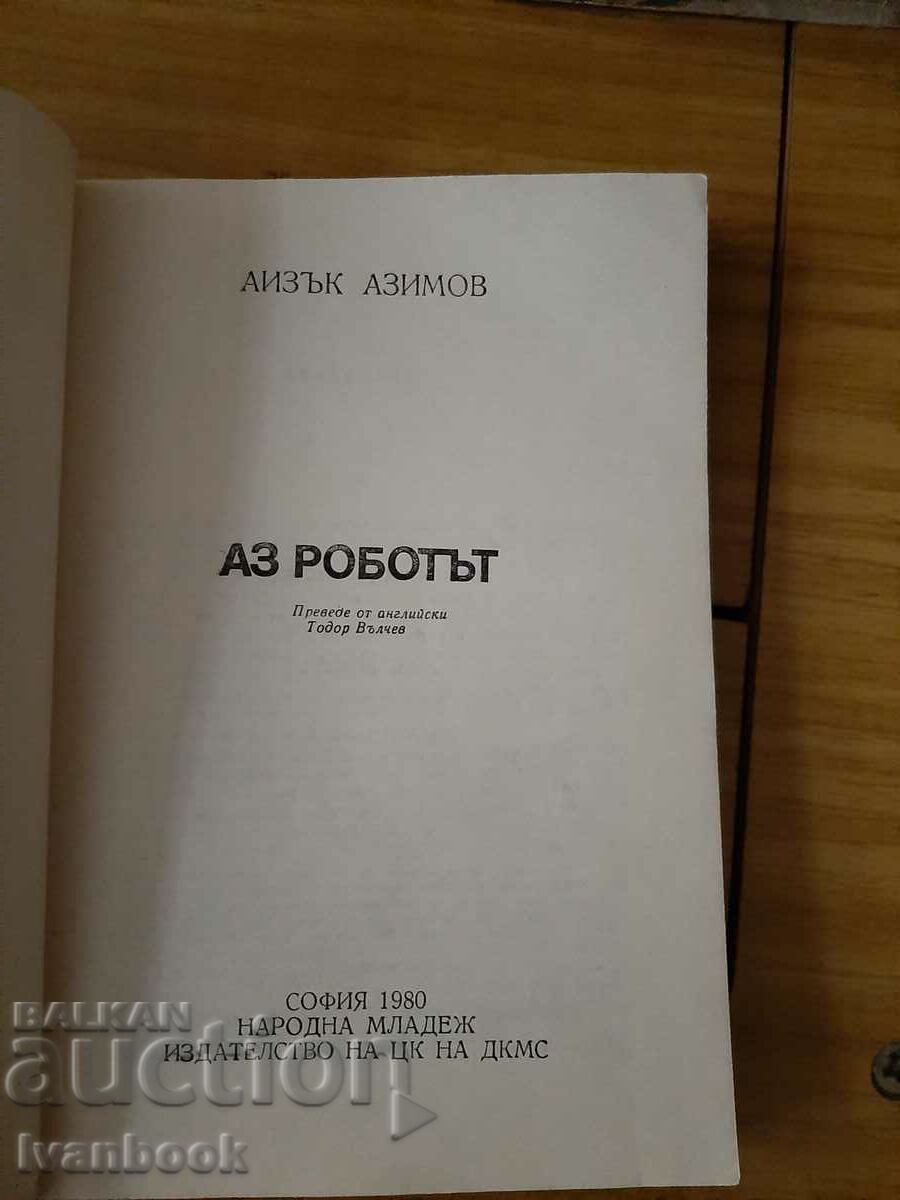 АИЗЪК АЗИМОВ
АЗ РОБОТЪТ
Преведе от английски
Тодор Вълчев
СОФИЯ 1980
НАРОДНА МЛАДЕЖ
ИЗДАТЕЛСТВО НА ЦК НА ДКМС
BALKAN
auction
Ivanbook